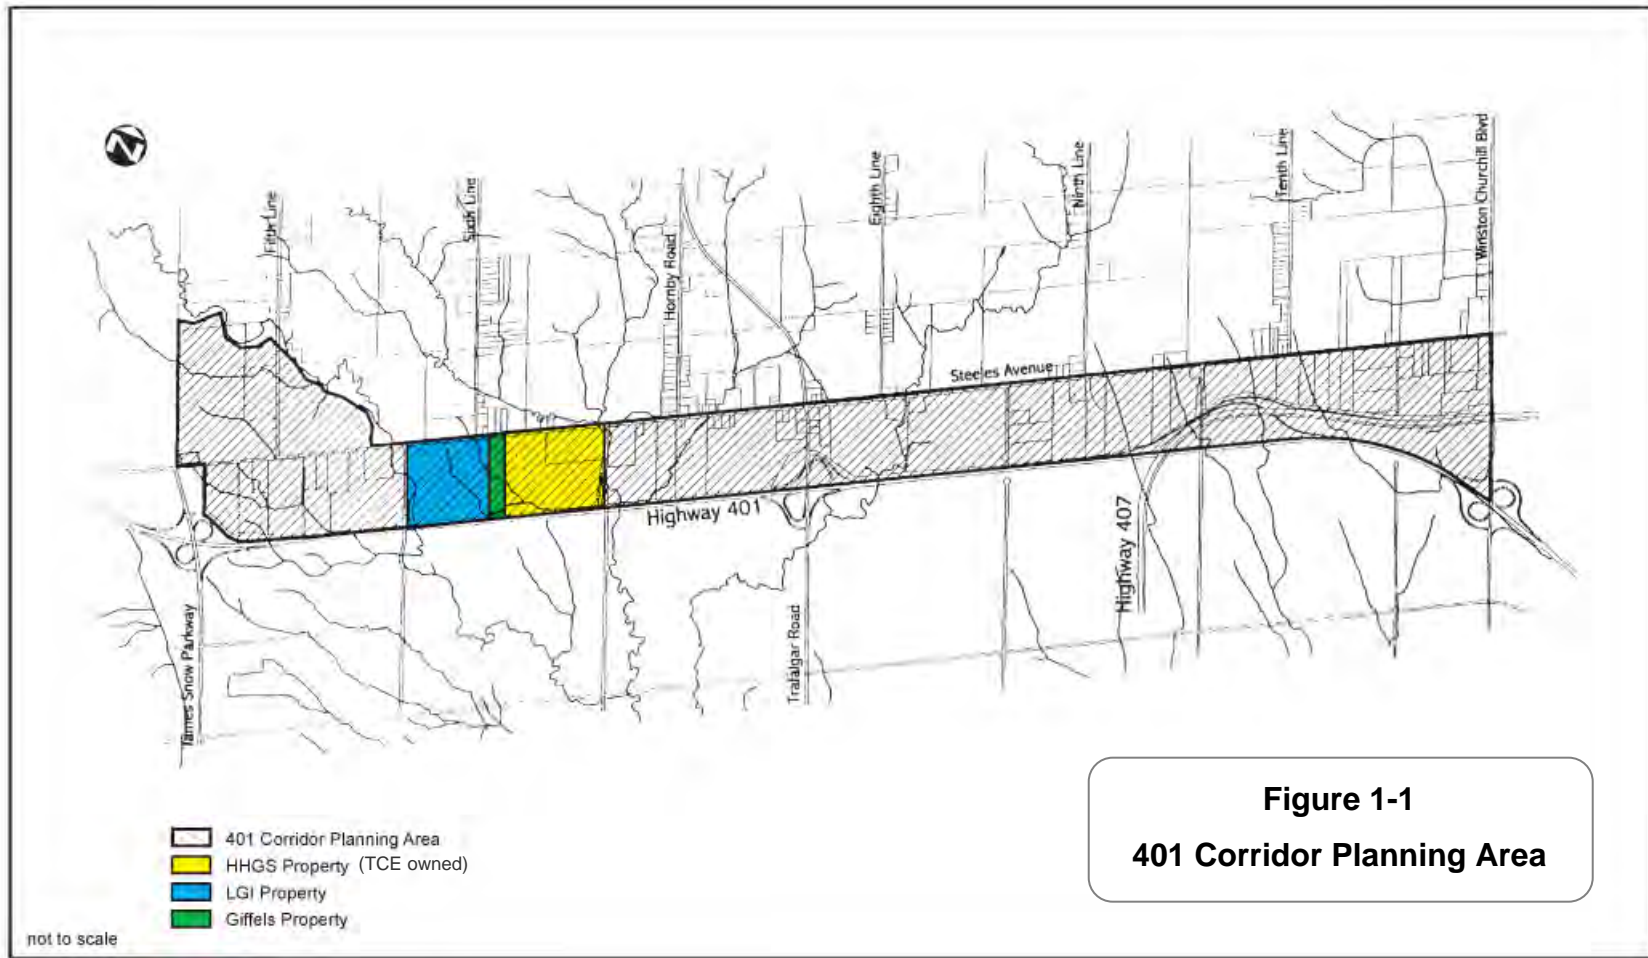 Fifth Line
Sixth Line
Hornby Road
Eighth Line
Ninth Line
Tenth Line
Winston Churchill Blvd
Steeles Avenue
Highway 401
Highway 407
James Snow Parkway
Trafalgar Road
N
401 Corridor Planning Area
HHGS Property (TCE owned)
LGI Property
Giffels Property
not to scale
Figure 1-1
401 Corridor Planning Area